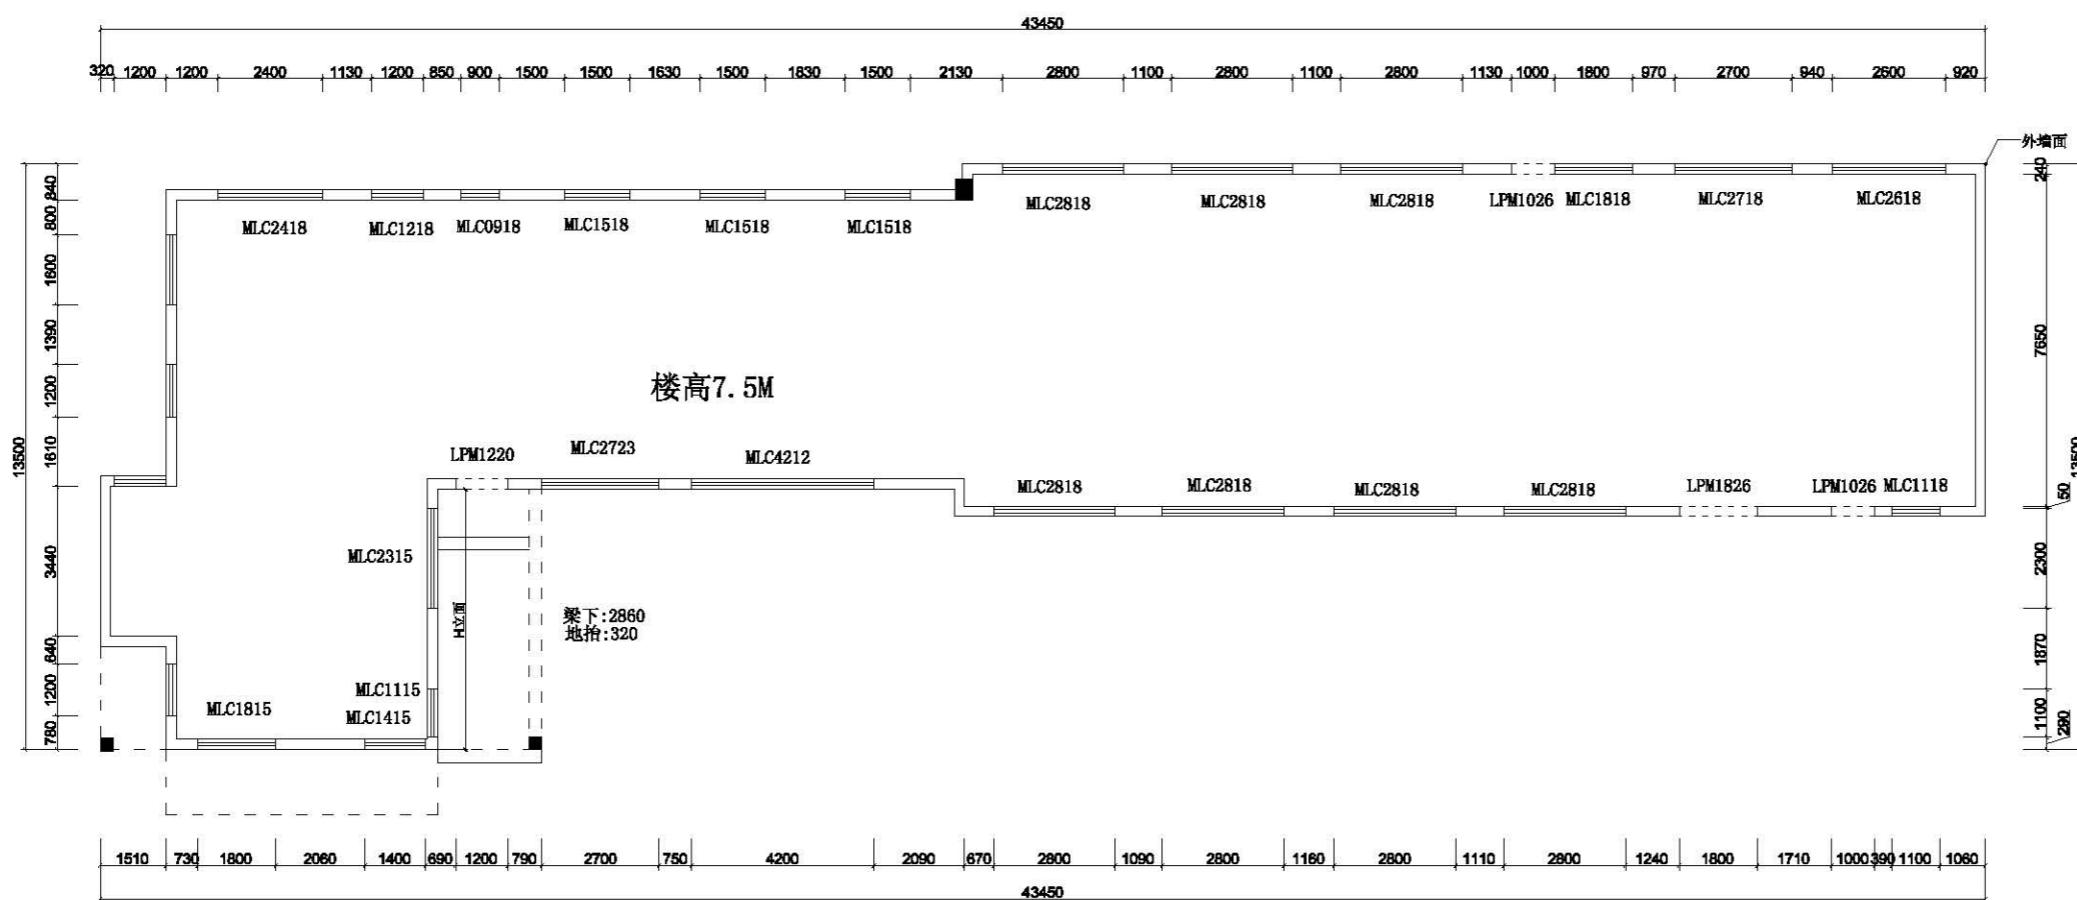 43450
320 1200 1200 2400 1130 1200 850 900 1500 1500 1630 1500 1830 1500 2130 2800 1100 2800 1100 2800 1130 1000 1800 970 2700 940 2600 920
外墙面
840 240
MLC2818 MLC2818 MLC2818 LPM1026 MLC1818 MLC2718 MLC2618
800
MLC2418 MLC1218 MLC0918 MLC1518 MLC1518 MLC1518
1600
1390 7650
楼高7.5M
1200
13500 1610 13500
LPM1220 MLC2723 MLC4212
MLC2818 MLC2818 MLC2818 MLC2818 LPM1826 LPM1026 MLC1118
50
3440 2300
MLC2315
H立面
梁下:2860
地抬:320
640 1870
1200
MLC1115
MLC1815
MLC1415
780 1100 290
1510 730 1800 2060 1400 690 1200 790 2700 750 4200 2090 670 2800 1090 2800 1160 2800 1110 2800 1240 1800 1710 1000 390 1100 1060
43450